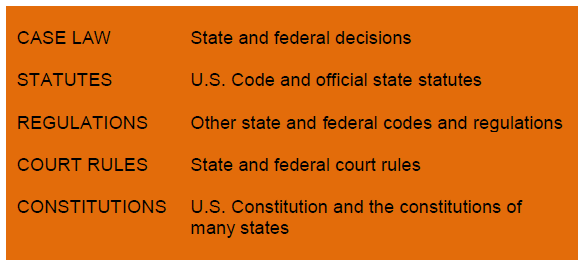 CASE LAW State and federal decisions
STATUTES U.S. Code and official state statutes
REGULATIONS Other state and federal codes and regulations
COURT RULES State and federal court rules
CONSTITUTIONS U.S. Constitution and the constitutions of
many states